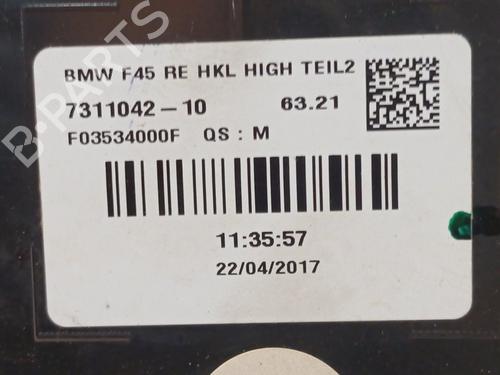 BMW F45 RE HKL HIGH TEIL2
7311042-10 63.21
F03534000F QS : M
11:35:57
22/04/2017
B-PARTS